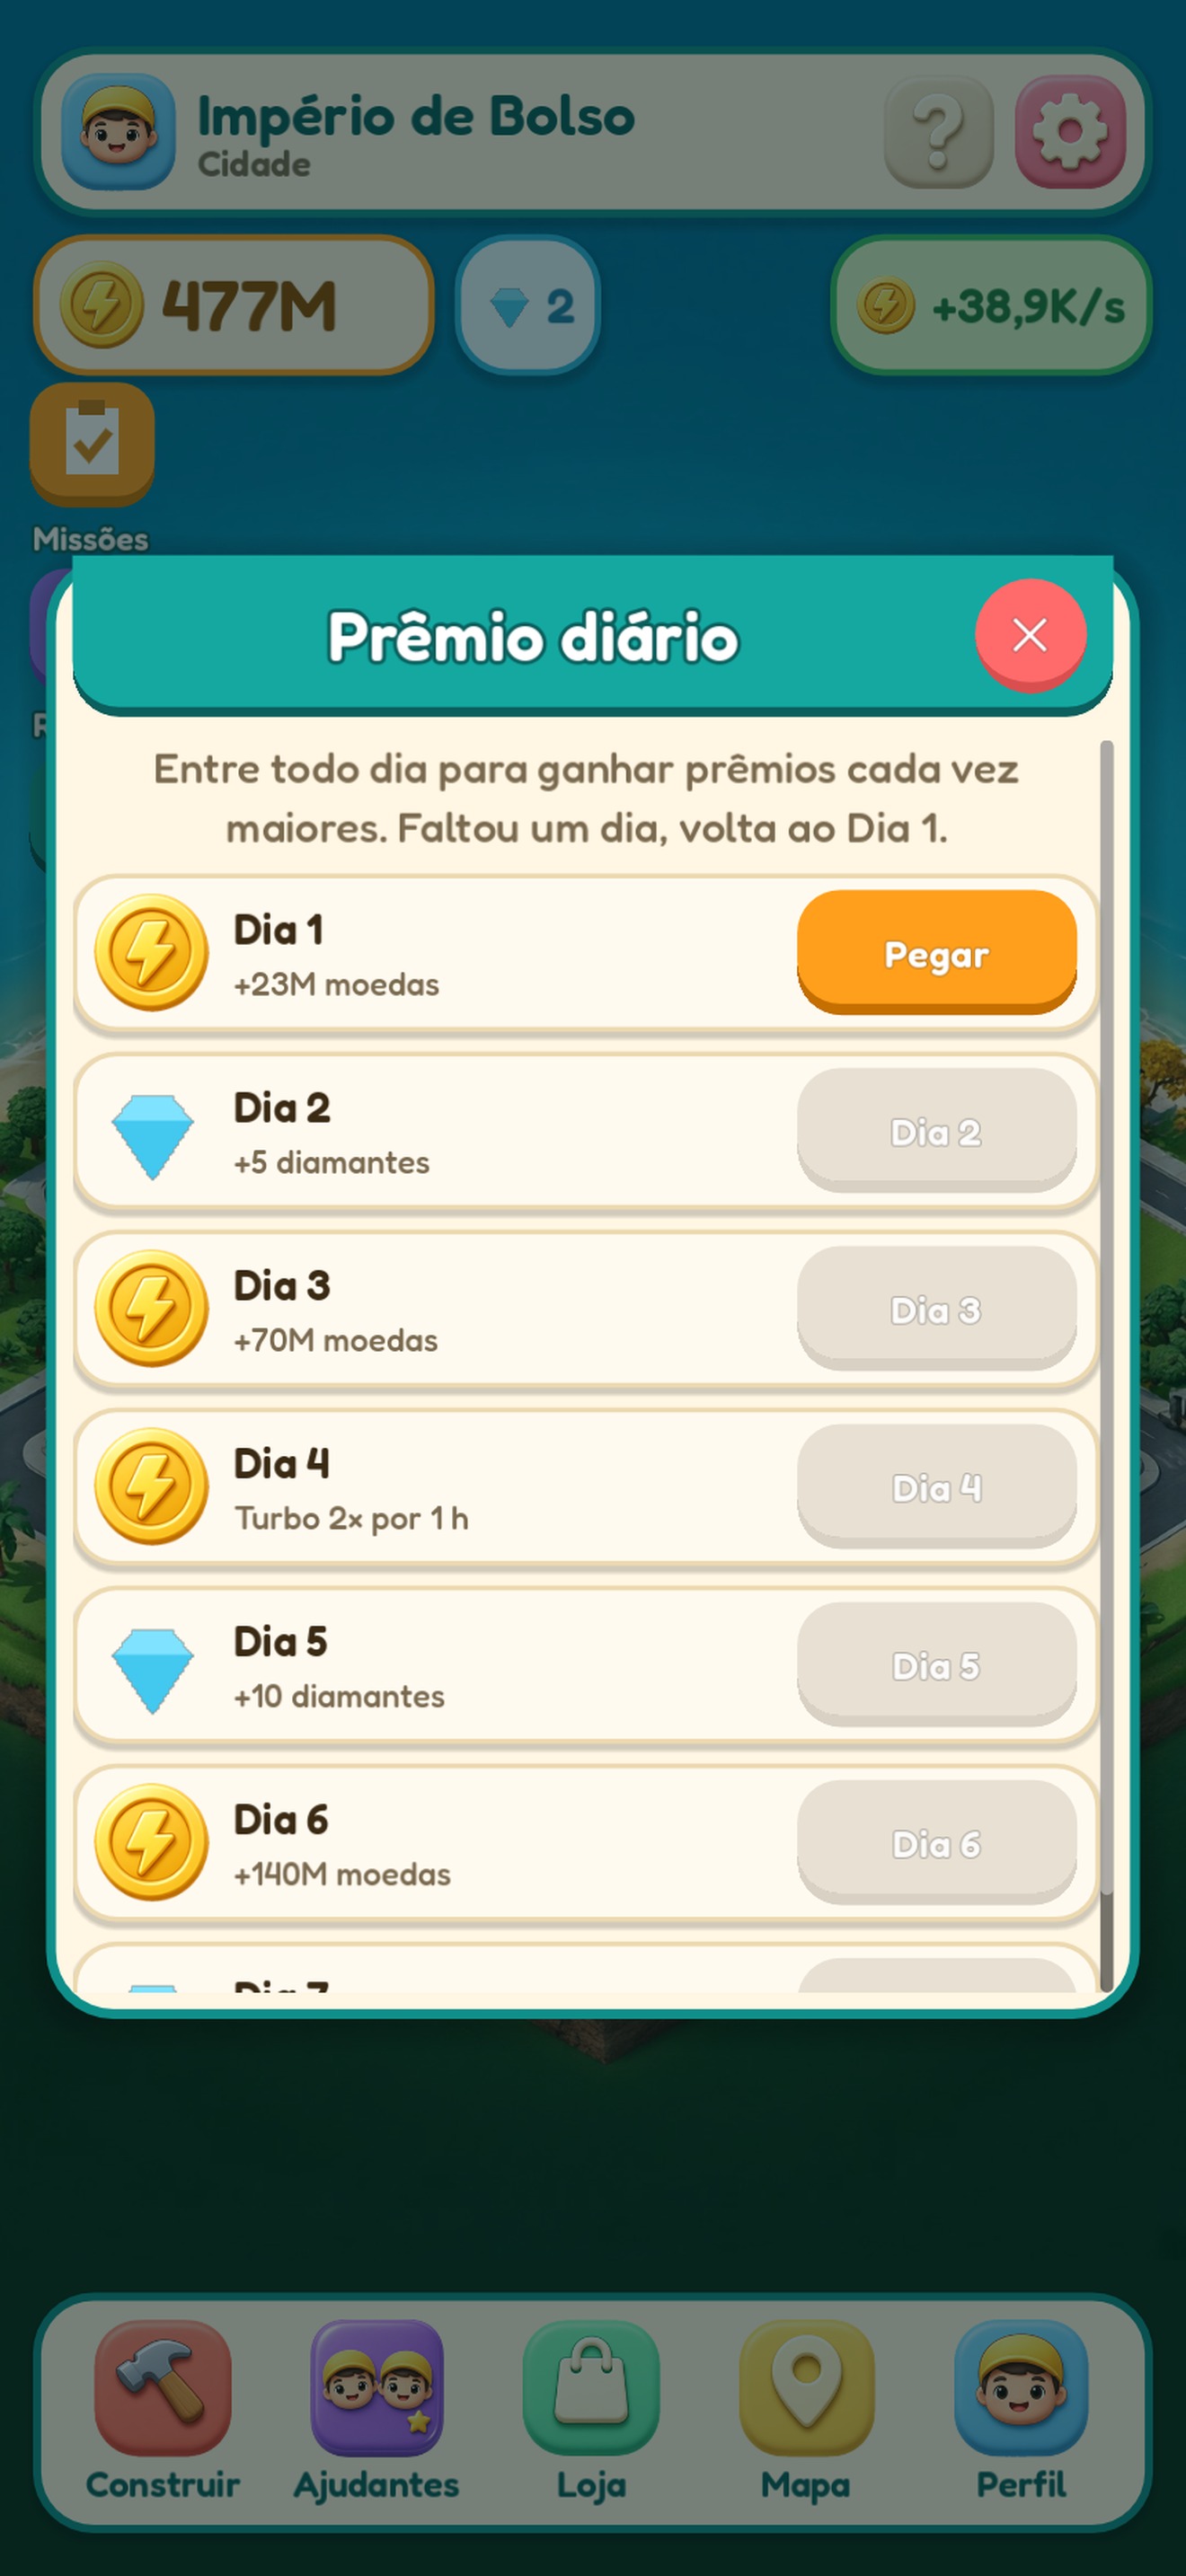 Império de Bolso
Cidade
477M
2
+38,9K/s
Missões
Prêmio diário
Entre todo dia para ganhar prêmios cada vez
maiores. Faltou um dia, volta ao Dia 1.
Dia 1
+23M moedas
Pegar
Dia 2
+5 diamantes
Dia 2
Dia 3
+70M moedas
Dia 3
Dia 4
Turbo 2× por 1 h
Dia 4
Dia 5
+10 diamantes
Dia 5
Dia 6
+140M moedas
Dia 6
Dia 7
Construir
Ajudantes
Loja
Mapa
Perfil